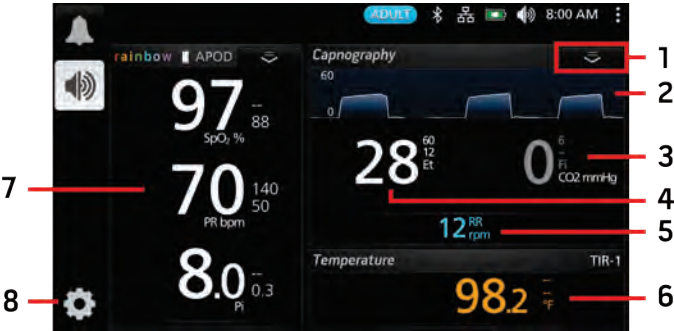 ADULT 8:00 AM
rainbow APOD
97
--
88
SpO₂ %
70
140
50
PR bpm
8.0
--
0.3
Pi
Capnography
60
0
28
60
12
Et
0
6
--
Fi
CO2 mmHg
12 RR
rpm
Temperature TIR-1
98.2
--
--
°F
1
2
3
4
5
6
7
8